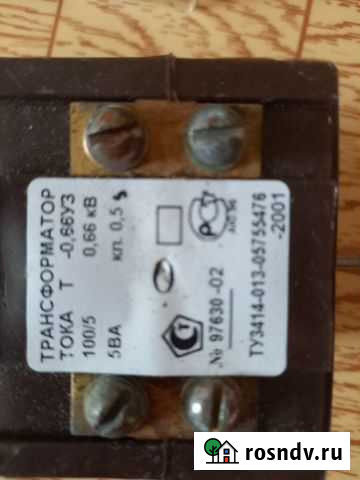 ТРАНСФОРМАТОР
ТОКА Т -0,66У3
100/5 0,66 кВ
5ВА кл. 0,5 s
№ 97630 -02
ТУ3414-013-05755476
-2001
rosndv.ru